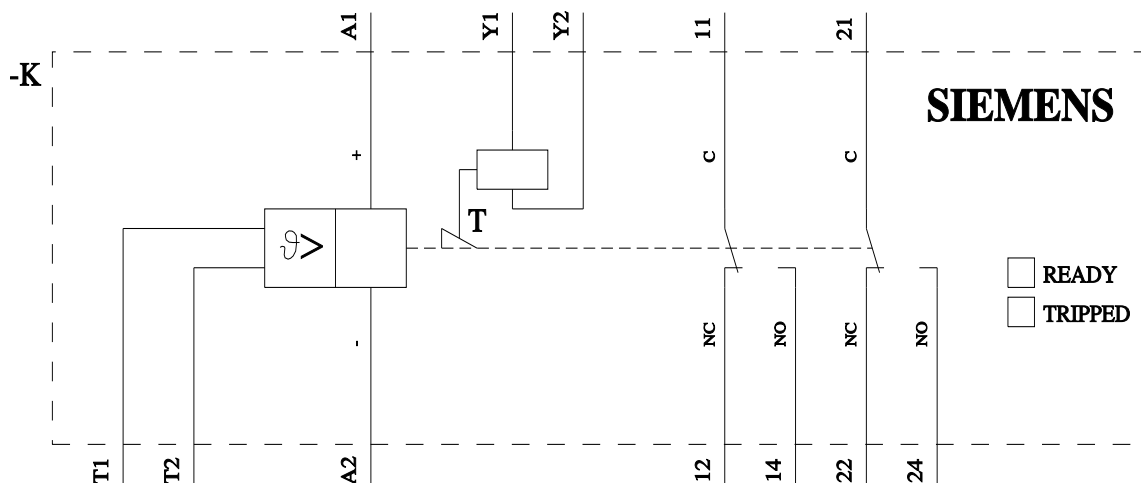 A1
Y1
Y2
11
21
-K
SIEMENS
+
C
C
T
ϑ>
READY
TRIPPED
-
NC
NO
NC
NO
T1
T2
A2
12
14
22
24